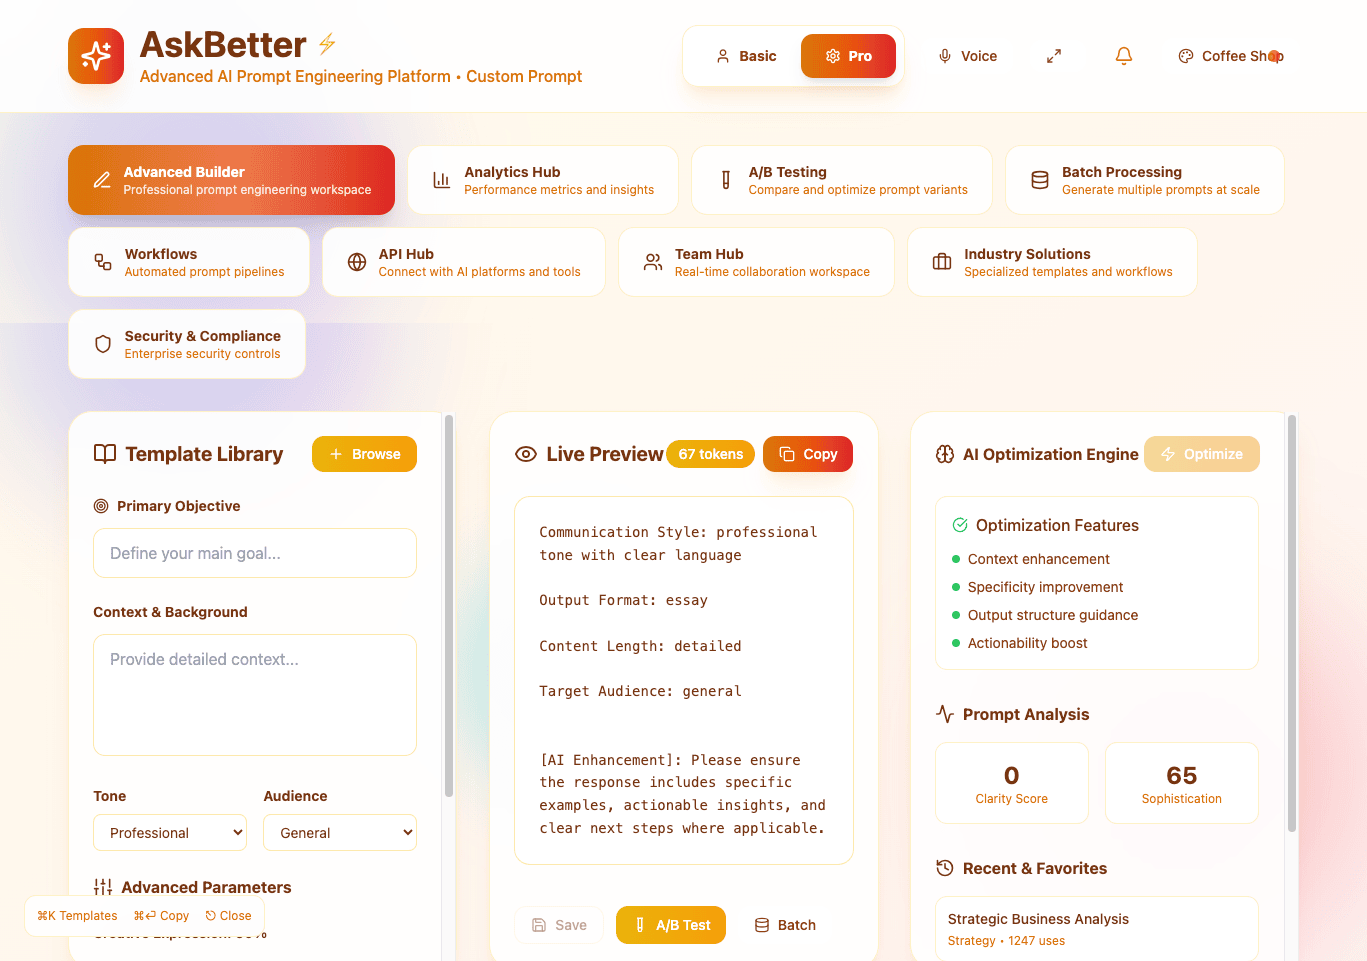 AskBetter
Advanced AI Prompt Engineering Platform • Custom Prompt
Basic
Pro
Voice
Coffee Shop
Advanced Builder
Professional prompt engineering workspace
Analytics Hub
Performance metrics and insights
A/B Testing
Compare and optimize prompt variants
Batch Processing
Generate multiple prompts at scale
Workflows
Automated prompt pipelines
API Hub
Connect with AI platforms and tools
Team Hub
Real-time collaboration workspace
Industry Solutions
Specialized templates and workflows
Security & Compliance
Enterprise security controls
Template Library
Browse
Primary Objective
Define your main goal...
Context & Background
Provide detailed context...
Tone
Audience
Professional
General
Advanced Parameters
⌘K Templates
⌘⏎ Copy
⎋ Close
Live Preview
67 tokens
Copy
Communication Style: professional
tone with clear language
Output Format: essay
Content Length: detailed
Target Audience: general
[AI Enhancement]: Please ensure
the response includes specific
examples, actionable insights, and
clear next steps where applicable.
Save
A/B Test
Batch
AI Optimization Engine
Optimize
Optimization Features
Context enhancement
Specificity improvement
Output structure guidance
Actionability boost
Prompt Analysis
0
Clarity Score
65
Sophistication
Recent & Favorites
Strategic Business Analysis
Strategy • 1247 uses